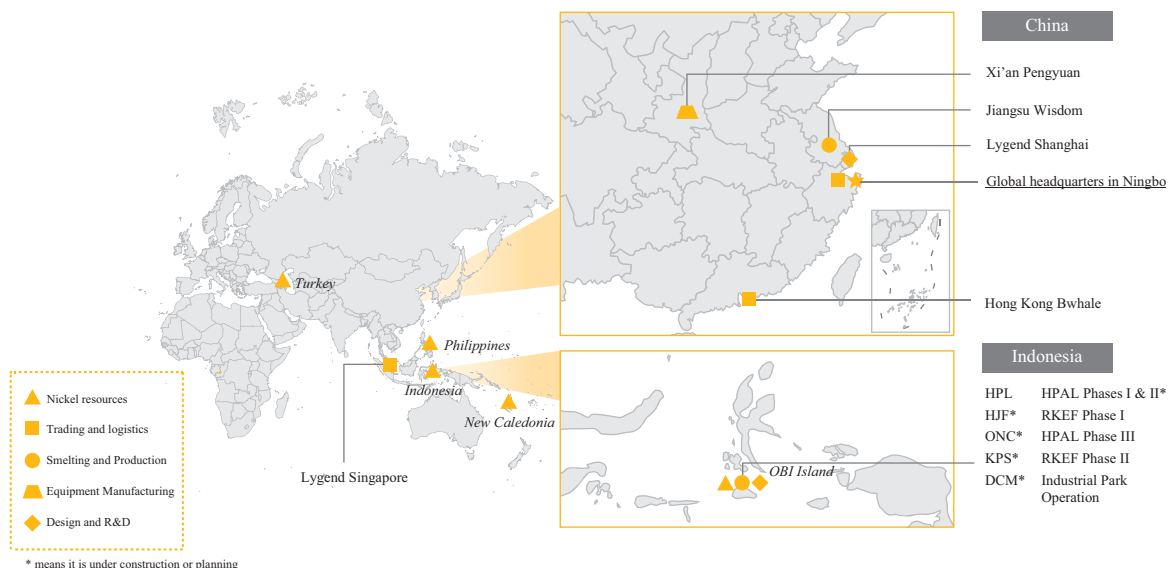 China
Xi'an Pengyuan
Jiangsu Wisdom
Lygend Shanghai
Global headquarters in Ningbo
Hong Kong Bwhale
Turkey
Philippines
Indonesia
New Caledonia
Lygend Singapore
Nickel resources
Trading and logistics
Smelting and Production
Equipment Manufacturing
Design and R&D
* means it is under construction or planning
OBI Island
Indonesia
HPL HPAL Phases I & II*
HJF* RKEF Phase I
ONC* HPAL Phase III
KPS* RKEF Phase II
DCM* Industrial Park
Operation